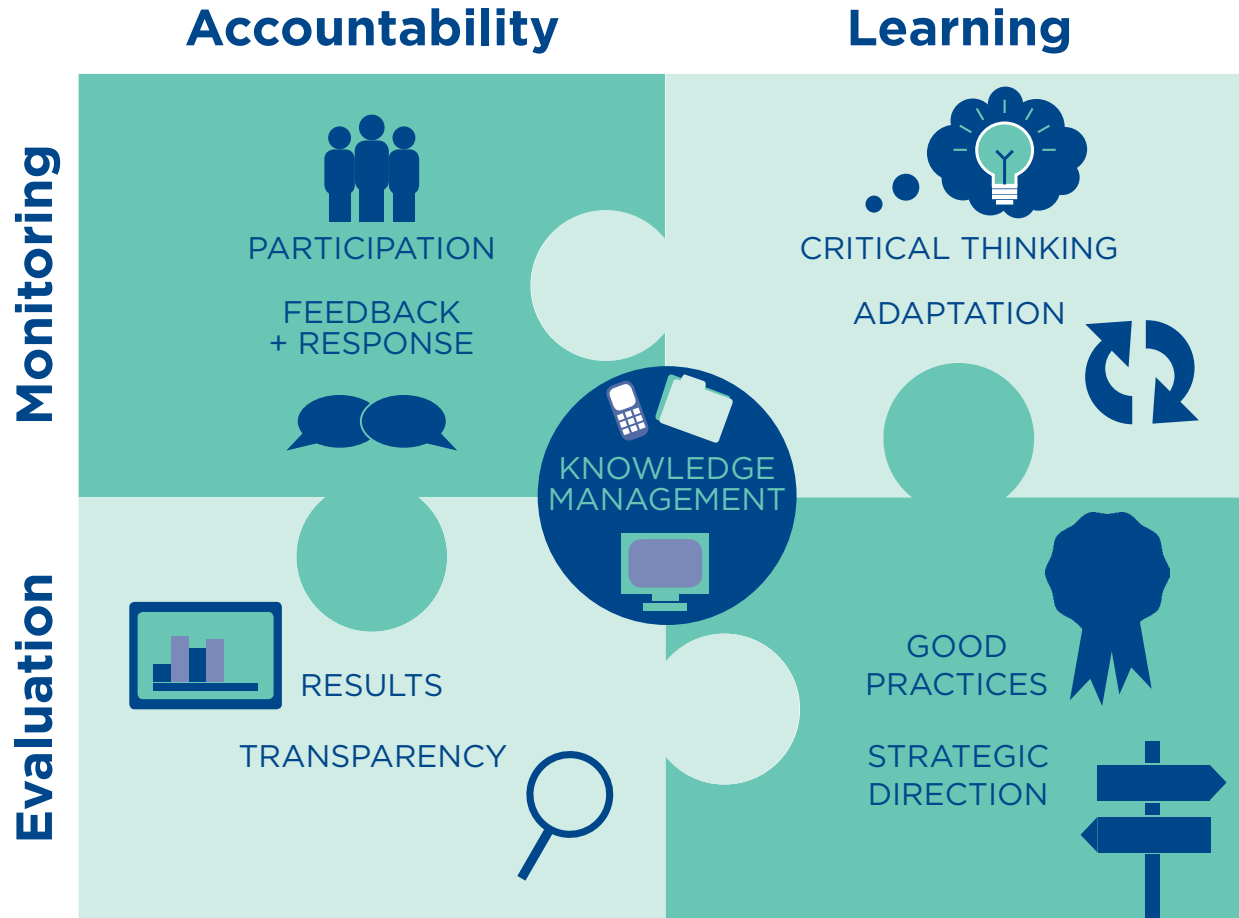 Accountability
Learning
Monitoring
PARTICIPATION
FEEDBACK
+ RESPONSE
CRITICAL THINKING
ADAPTATION
KNOWLEDGE
MANAGEMENT
Evaluation
RESULTS
TRANSPARENCY
GOOD
PRACTICES
STRATEGIC
DIRECTION